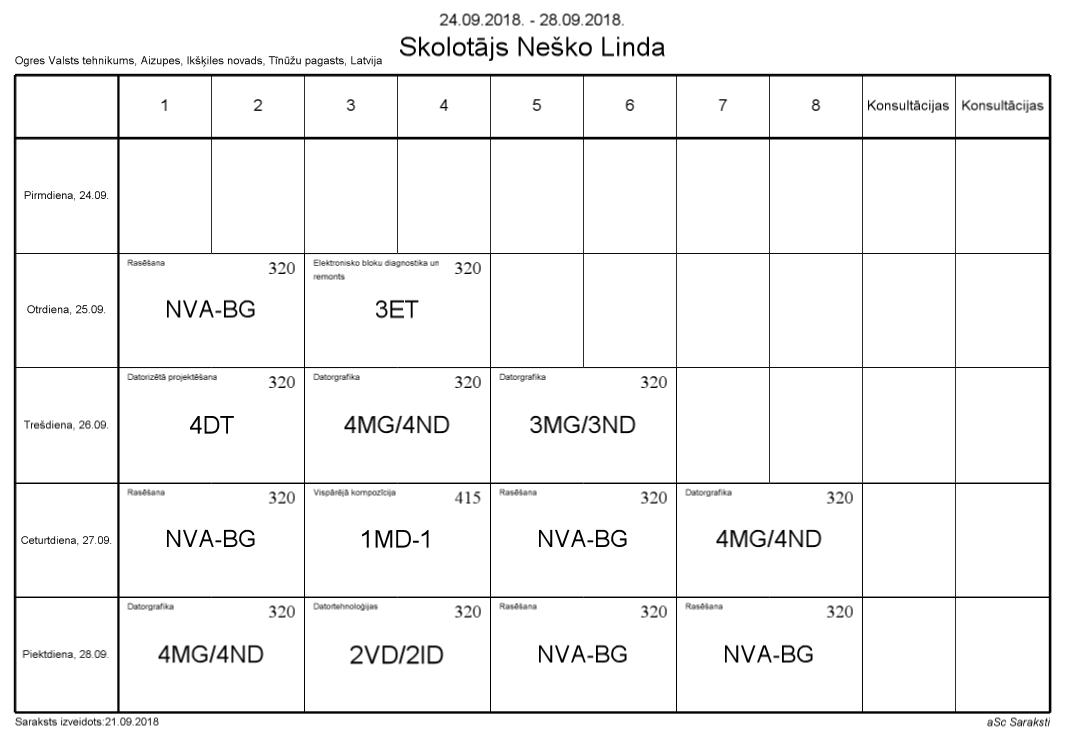 24.09.2018. - 28.09.2018.
Skolotājs Neško Linda
Ogres Valsts tehnikums, Aizupes, Ikšķiles novads, Tīnūžu pagasts, Latvija
1 2 3 4 5 6 7 8 Konsultācijas Konsultācijas
Pirmdiena, 24.09.
Otrdiena, 25.09.
Rasēšana 320
NVA-BG
Elektronisko bloku diagnostika un 320
remonts
3ET
Trešdiena, 26.09.
Datorizētā projektēšana 320
4DT
Datorgrafika 320
4MG/4ND
Datorgrafika 320
3MG/3ND
Ceturtdiena, 27.09.
Rasēšana 320
NVA-BG
Vispārējā kompozīcija 415
1MD-1
Rasēšana 320
NVA-BG
Datorgrafika 320
4MG/4ND
Piektdiena, 28.09.
Datorgrafika 320
4MG/4ND
Datortehnoloģijas 320
2VD/2ID
Rasēšana 320
NVA-BG
Rasēšana 320
NVA-BG
Saraksts izveidots:21.09.2018
aSc Saraksti